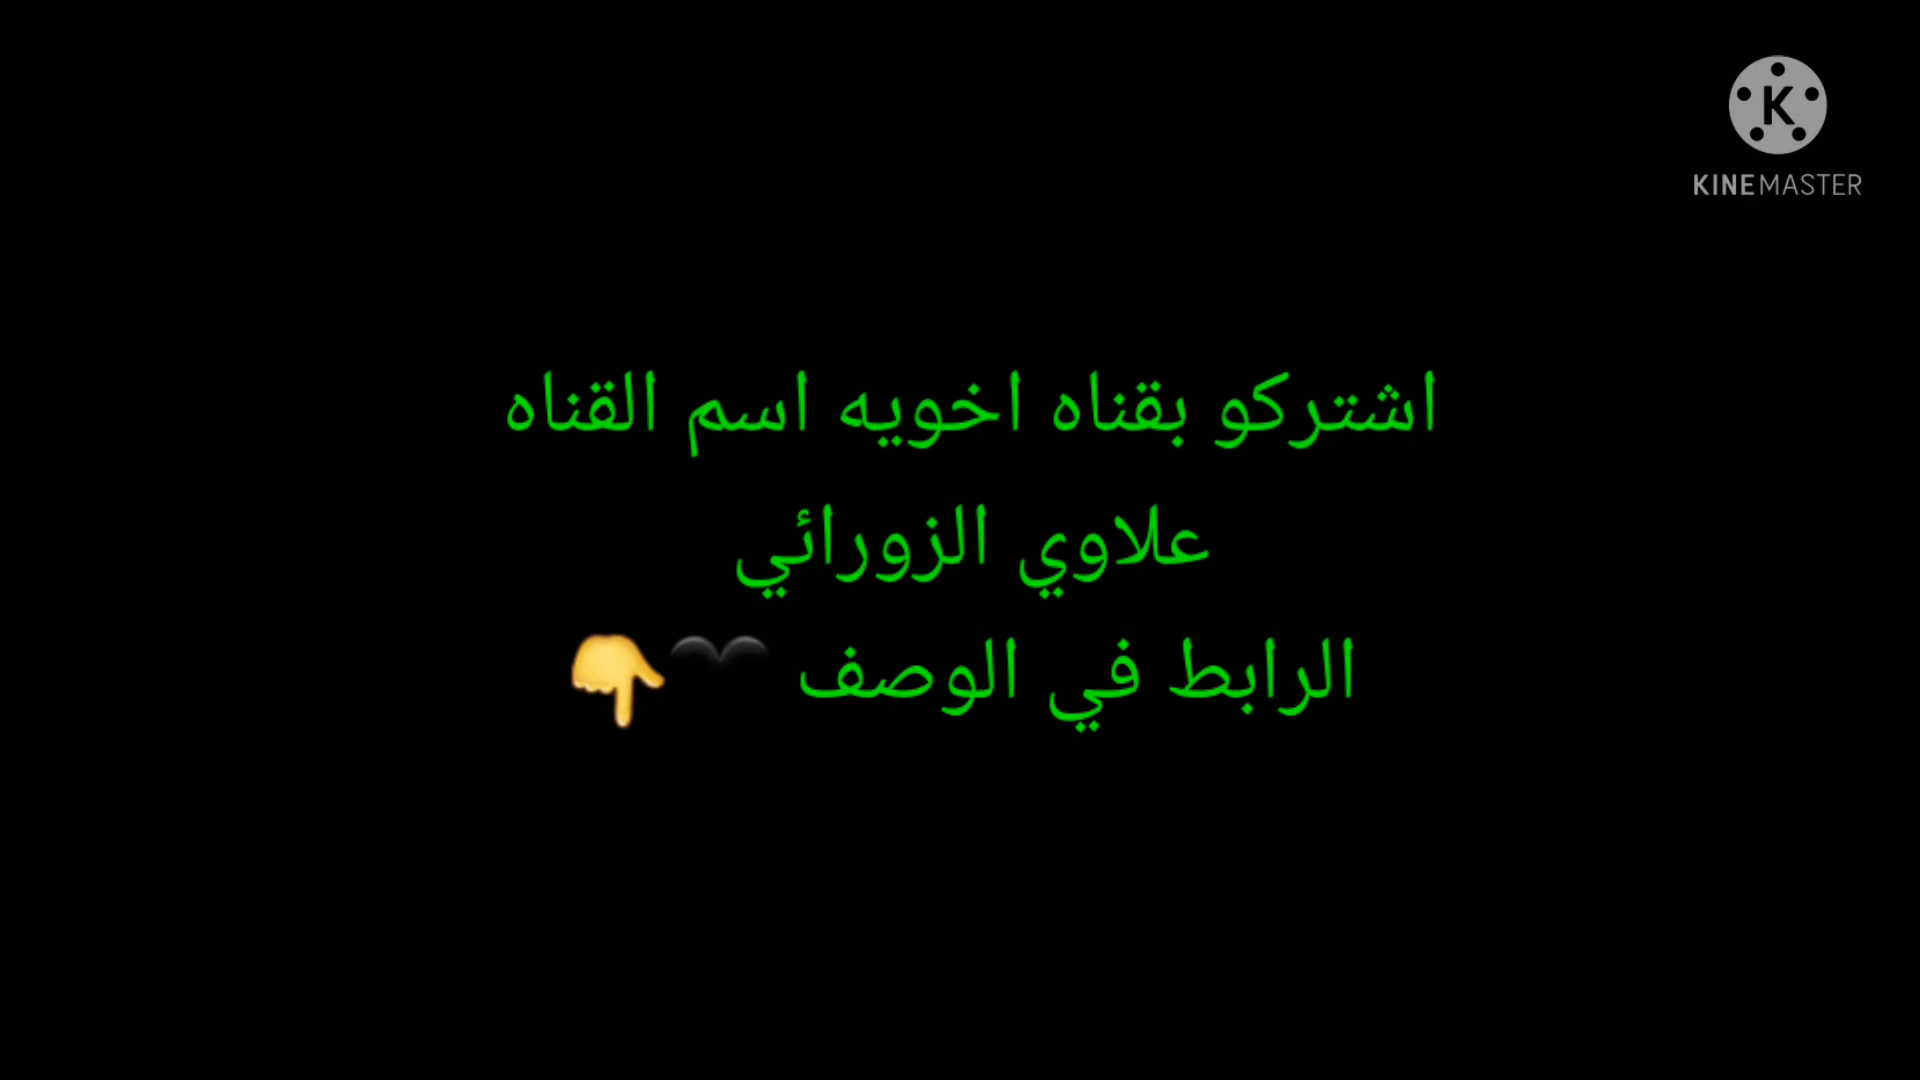 KINEMASTER
اشتركو بقناه اخويه اسم القناه
علاوي الزورائي
الرابط في الوصف 🖤👇